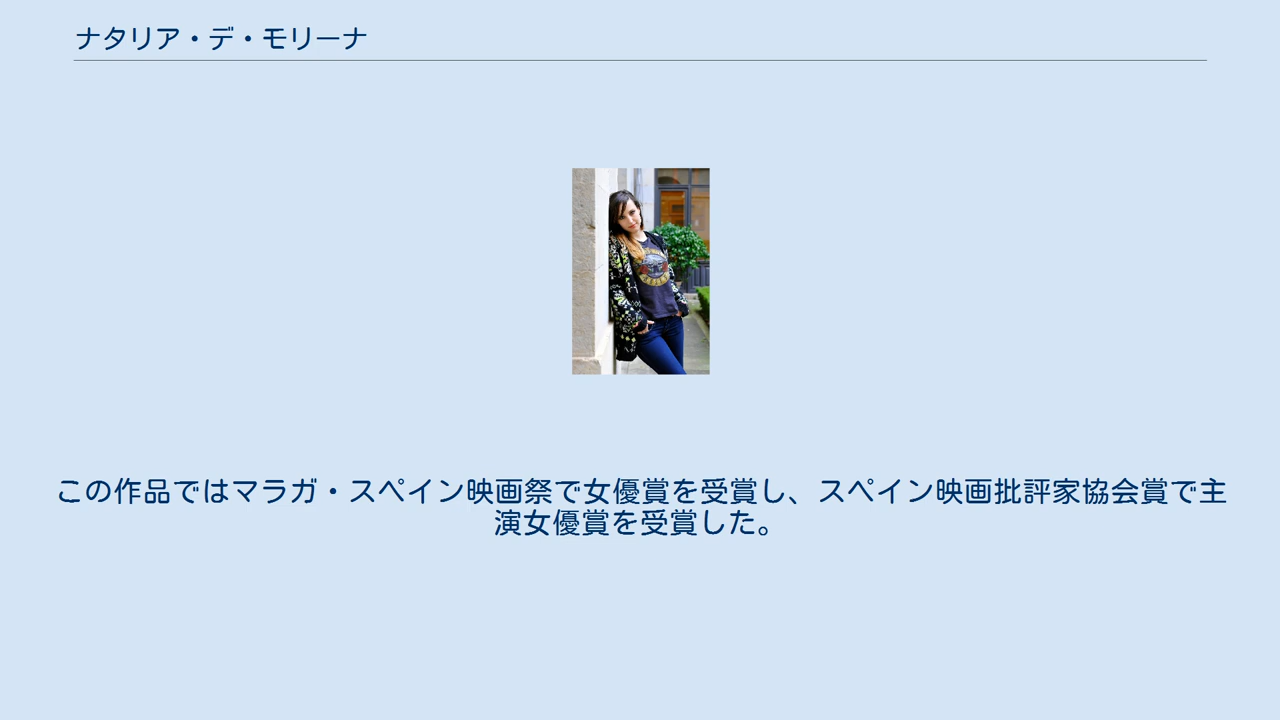 ナタリア・デ・モリーナ
この作品ではマラガ・スペイン映画祭で女優賞を受賞し、スペイン映画批評家協会賞で主
演女優賞を受賞した。